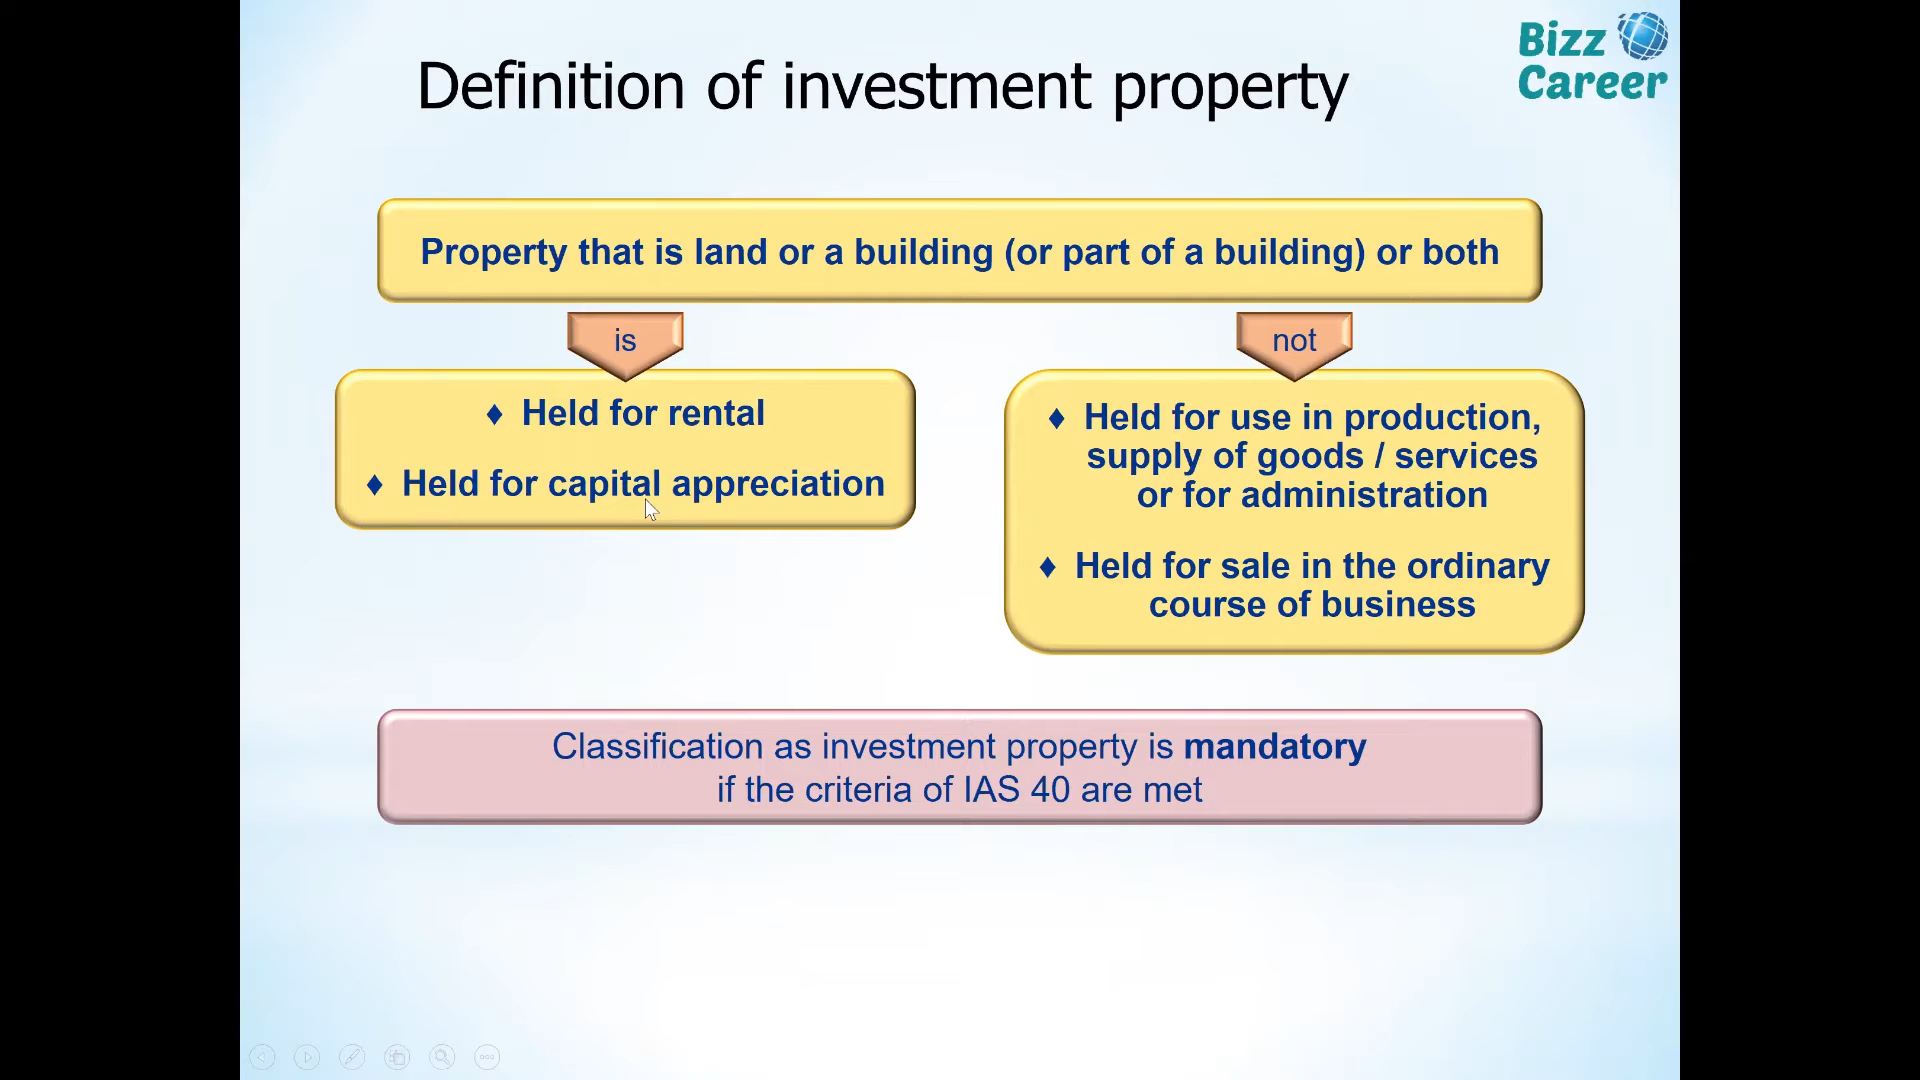 Bizz
Career
Definition of investment property
Property that is land or a building (or part of a building) or both
is
♦ Held for rental
♦ Held for capital appreciation
not
♦ Held for use in production,
supply of goods / services
or for administration
♦ Held for sale in the ordinary
course of business
Classification as investment property is mandatory
if the criteria of IAS 40 are met